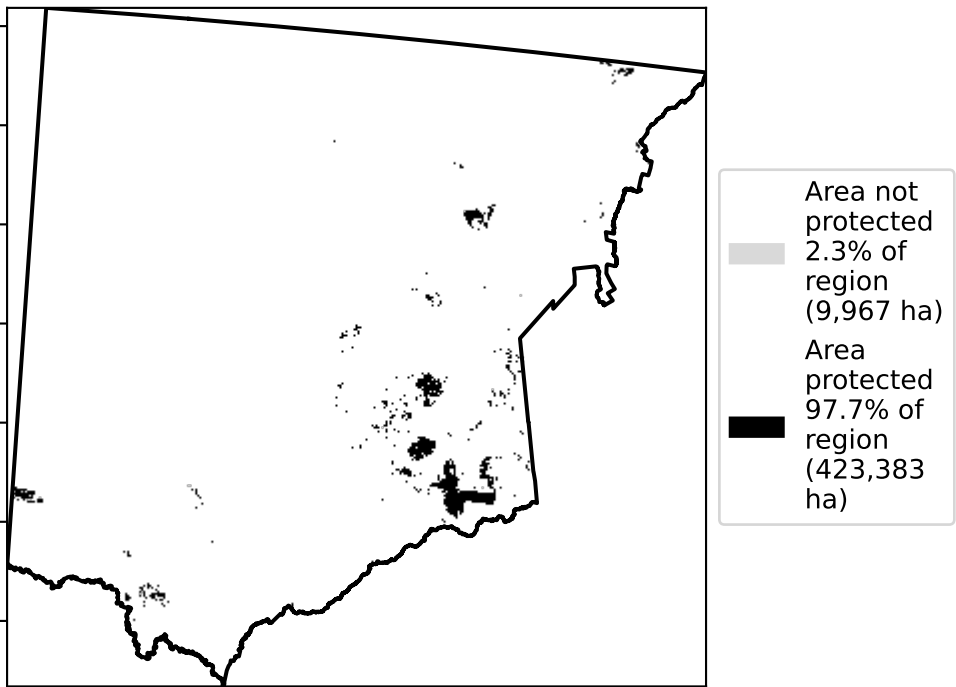 Area not
protected
2.3% of
region
(9,967 ha)
Area
protected
97.7% of
region
(423,383
ha)